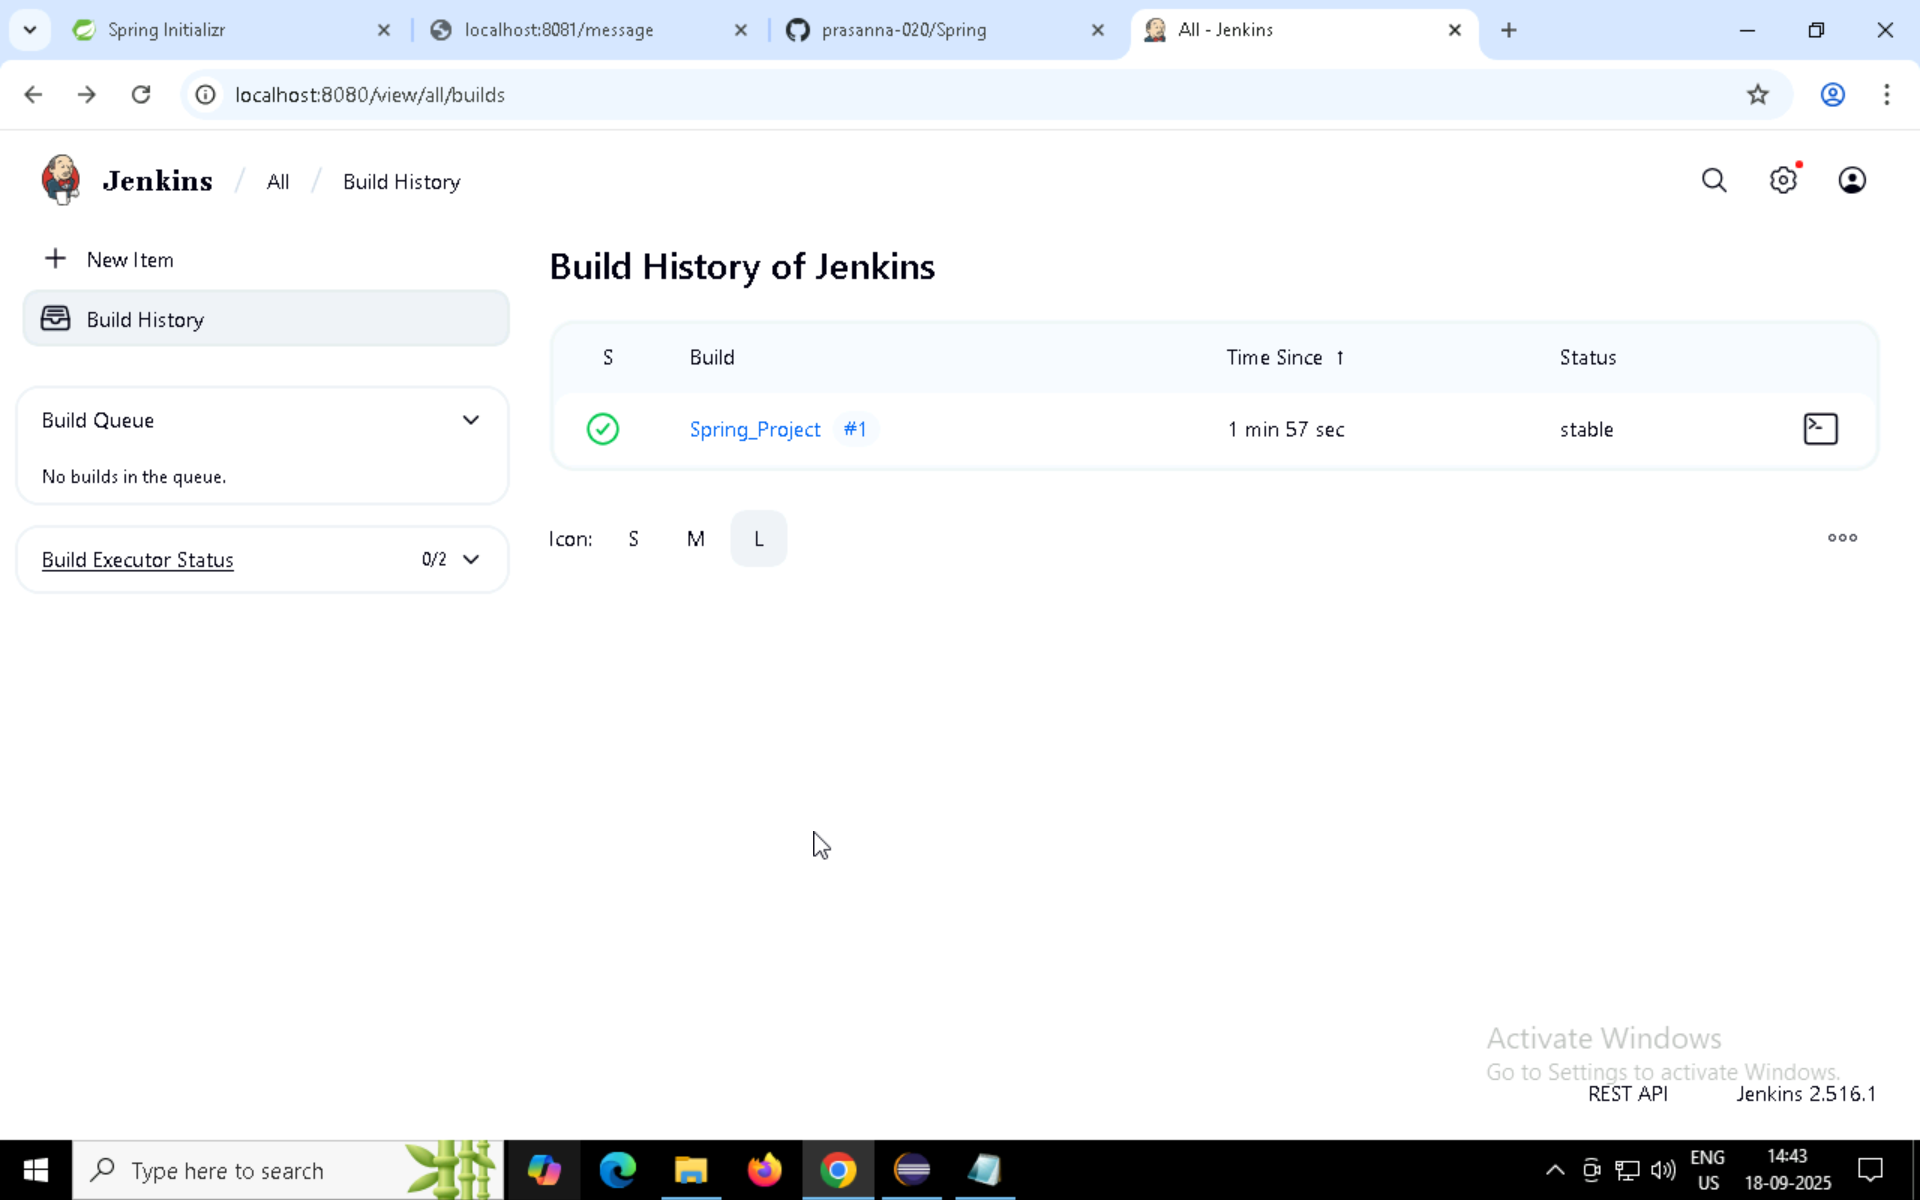 Spring Initializr
localhost:8081/message
prasanna-020/Spring
All - Jenkins
localhost:8080/view/all/builds
Jenkins / All / Build History
New Item
Build History
Build Queue
No builds in the queue.
Build Executor Status 0/2
Build History of Jenkins
S Build Time Since ↑ Status
Spring_Project #1 1 min 57 sec stable
Icon: S M L
Activate Windows
Go to Settings to activate Windows.
REST API Jenkins 2.516.1
Type here to search
ENG
US
14:43
18-09-2025